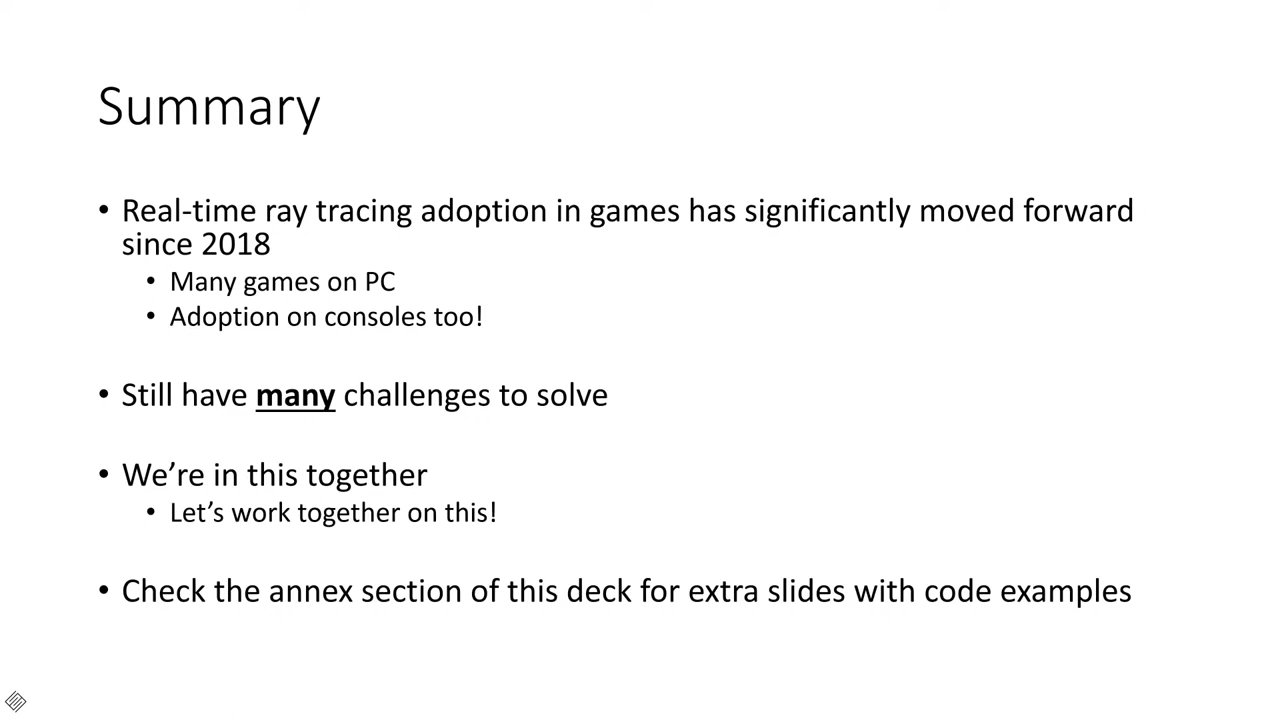 Summary
• Real-time ray tracing adoption in games has significantly moved forward
since 2018
• Many games on PC
• Adoption on consoles too!
• Still have many challenges to solve
• We’re in this together
• Let’s work together on this!
• Check the annex section of this deck for extra slides with code examples